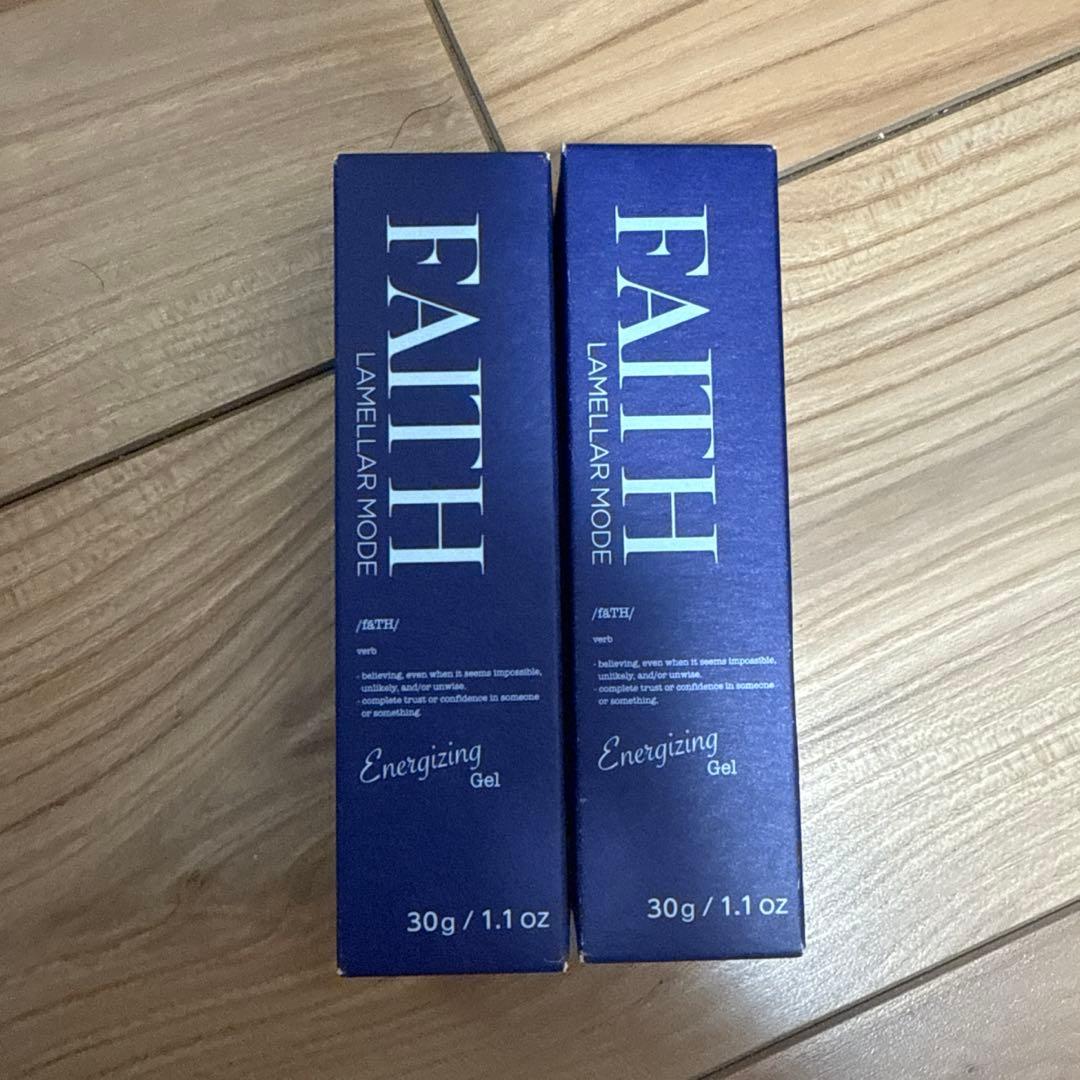 FAITH
LAMELLAR MODE
/f&TH/
verb
- believing, even when it seems impossible,
unlikely, and/or unwise.
- complete trust or confidence in someone
or something.
Energizing
Gel
30g / 1.1 oz
FAITH
LAMELLAR MODE
/f&TH/
verb
- believing, even when it seems impossible,
unlikely, and/or unwise.
- complete trust or confidence in someone
or something.
Energizing
Gel
30g / 1.1 oz